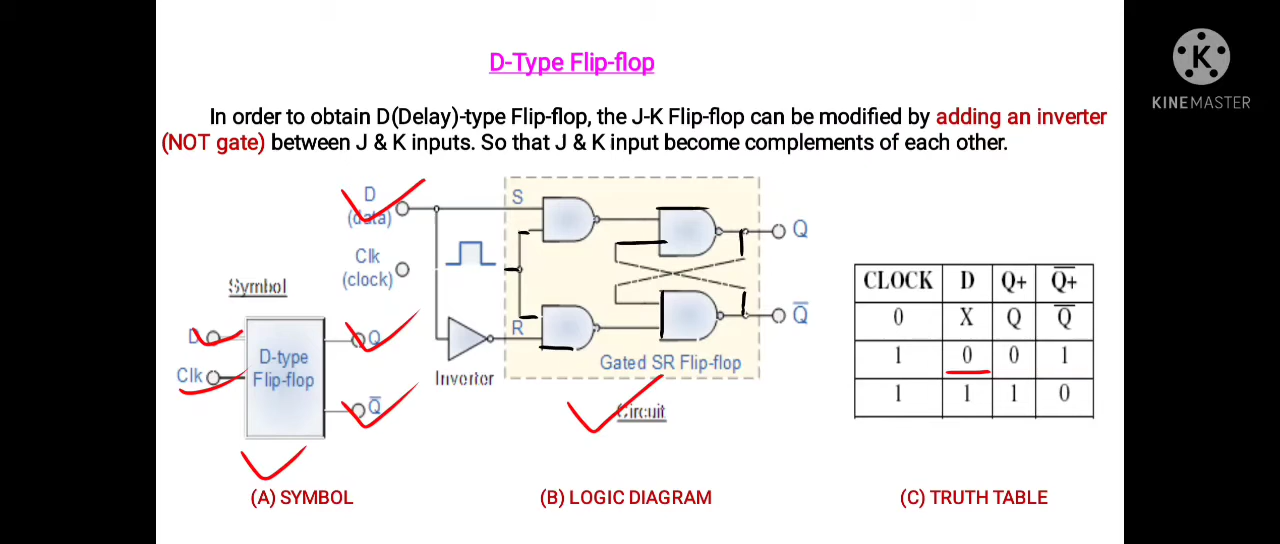 D-Type Flip-flop
KINEMASTER
In order to obtain D(Delay)-type Flip-flop, the J-K Flip-flop can be modified by adding an inverter
(NOT gate) between J & K inputs. So that J & K input become complements of each other.
D
(data)
Clk
(clock)
S
R
Q
Q̅
Inverter
Gated SR Flip-flop
Circuit
Symbol
D
Clk
D-type
Flip-flop
Q
Q̅
CLOCK D Q+ Q̅+̅
0 X Q Q̅
1 0 0 1
1 1 1 0
(A) SYMBOL
(B) LOGIC DIAGRAM
(C) TRUTH TABLE